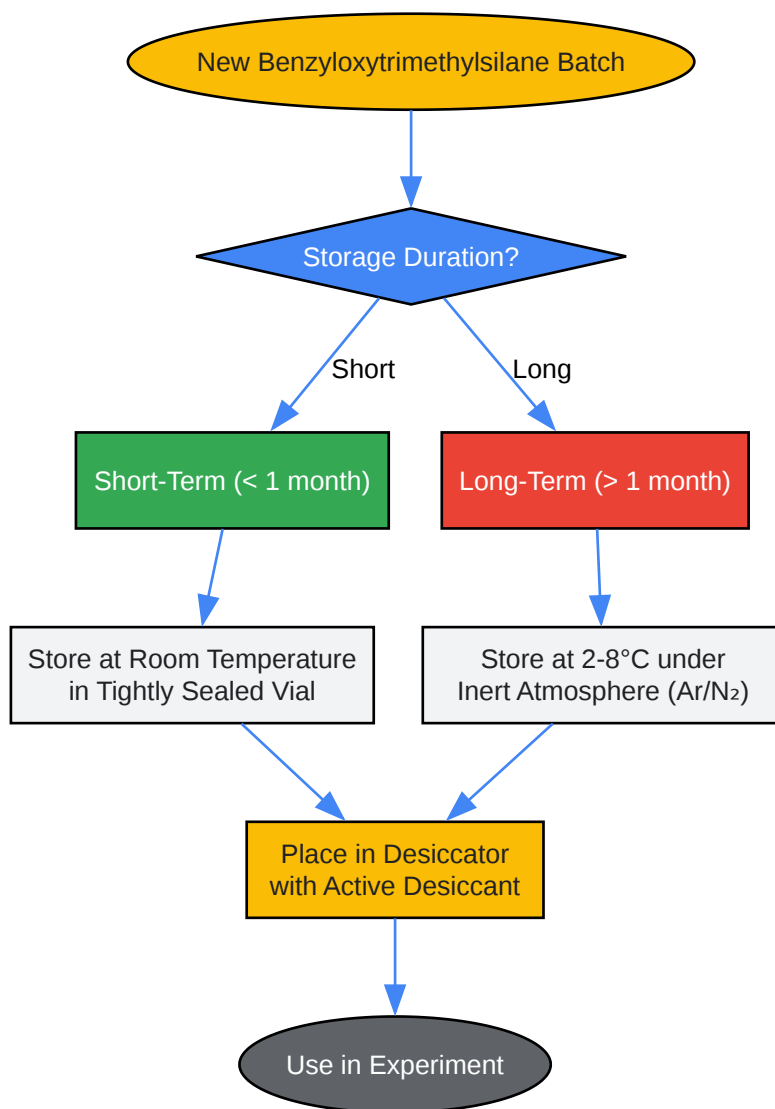 New Benzyloxytrimethylsilane Batch
Storage Duration?
Short
Long
Short-Term (< 1 month)
Long-Term (> 1 month)
Store at Room Temperature
in Tightly Sealed Vial
Store at 2-8°C under
Inert Atmosphere (Ar/N₂)
Place in Desiccator
with Active Desiccant
Use in Experiment